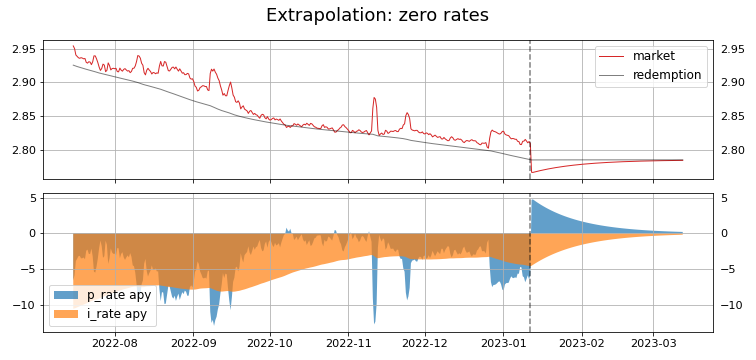 Extrapolation: zero rates
2.95 2.95
2.90 2.90
2.85 2.85
2.80 2.80
market
redemption
5 5
0 0
−5 −5
−10 −10
p_rate apy
i_rate apy
2022-08 2022-09 2022-10 2022-11 2022-12 2023-01 2023-02 2023-03